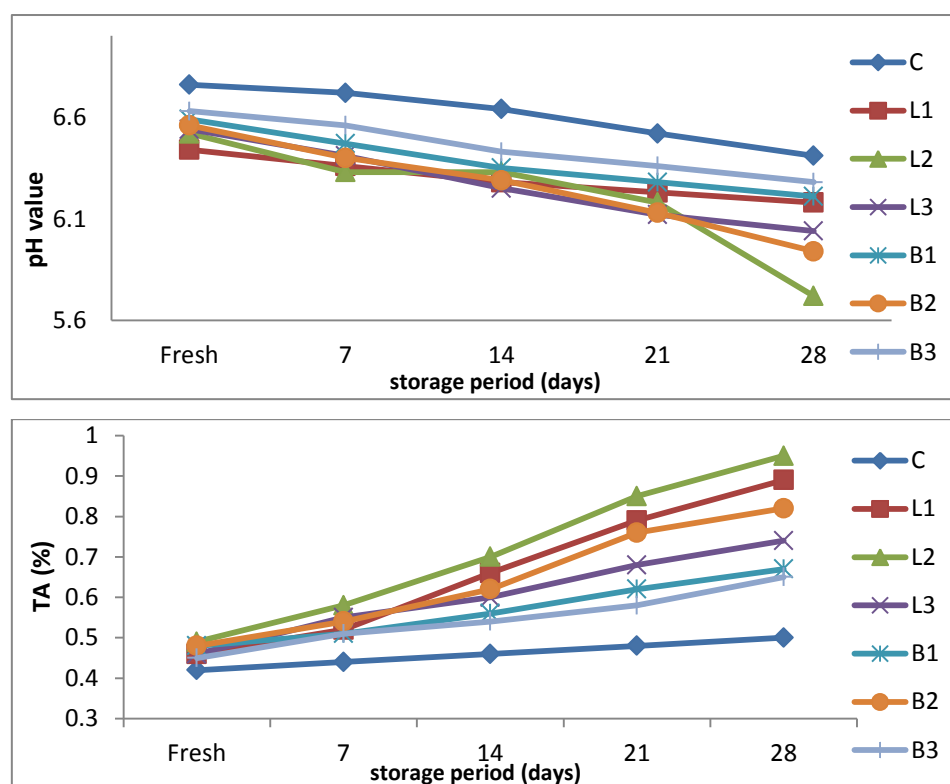 6.6
6.1
5.6
pH value
Fresh 7 14 21 28
storage period (days)
C
L1
L2
L3
B1
B2
B3
1
0.9
0.8
0.7
0.6
0.5
0.4
0.3
TA (%)
Fresh 7 14 21 28
storage period (days)
C
L1
L2
L3
B1
B2
B3